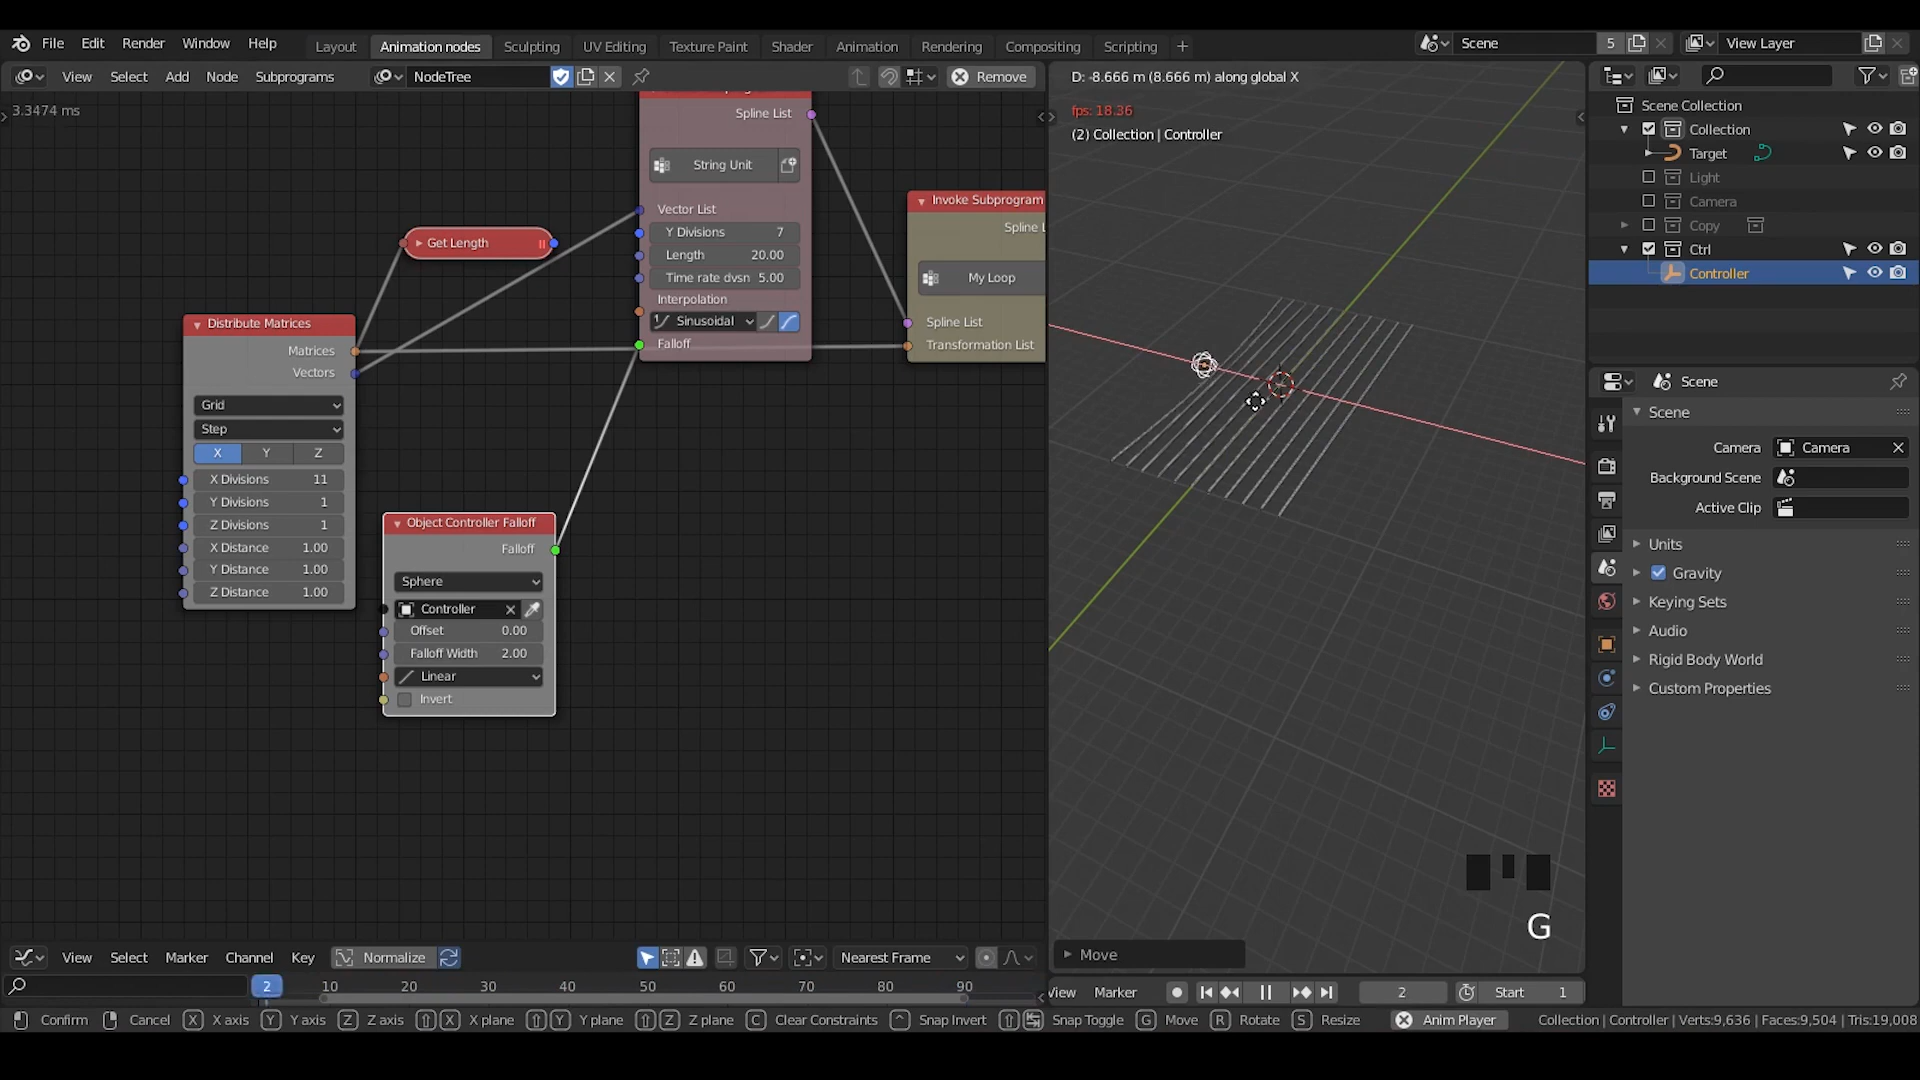 File Edit Render Window Help Layout Animation nodes Sculpting UV Editing Texture Paint Shader Animation Rendering Compositing Scripting + Scene 5 View Layer
View Select Add Node Subprograms NodeTree Remove
3.3474 ms
Spline List
String Unit
Vector List
Y Divisions 7
Length 20.00
Time rate dvsn 5.00
Interpolation
Sinusoidal
Falloff
Get Length
Invoke Subprogram
My Loop
Spline List
Transformation List
Distribute Matrices
Matrices
Vectors
Grid
Step
X Y Z
X Divisions 11
Y Divisions 1
Z Divisions 1
X Distance 1.00
Y Distance 1.00
Z Distance 1.00
Object Controller Falloff
Falloff
Sphere
Controller
Offset 0.00
Falloff Width 2.00
Linear
Invert
D: -8.666 m (8.666 m) along global X
fps: 18.36
(2) Collection | Controller
G
Move
Scene Collection
Collection
Target
Light
Camera
Copy
Ctrl
Controller
Scene
Scene
Camera Camera
Background Scene
Active Clip
Units
Gravity
Keying Sets
Audio
Rigid Body World
Custom Properties
View Select Marker Channel Key Normalize Nearest Frame
2 10 20 30 40 50 60 70 80 90
View Marker 2 Start 1
Confirm Cancel X X axis Y Y axis Z Z axis X X plane Y Y plane Z Z plane C Clear Constraints Snap Invert Snap Toggle G Move R Rotate S Resize Anim Player Collection | Controller | Verts:9,636 | Faces:9,504 | Tris:19,008